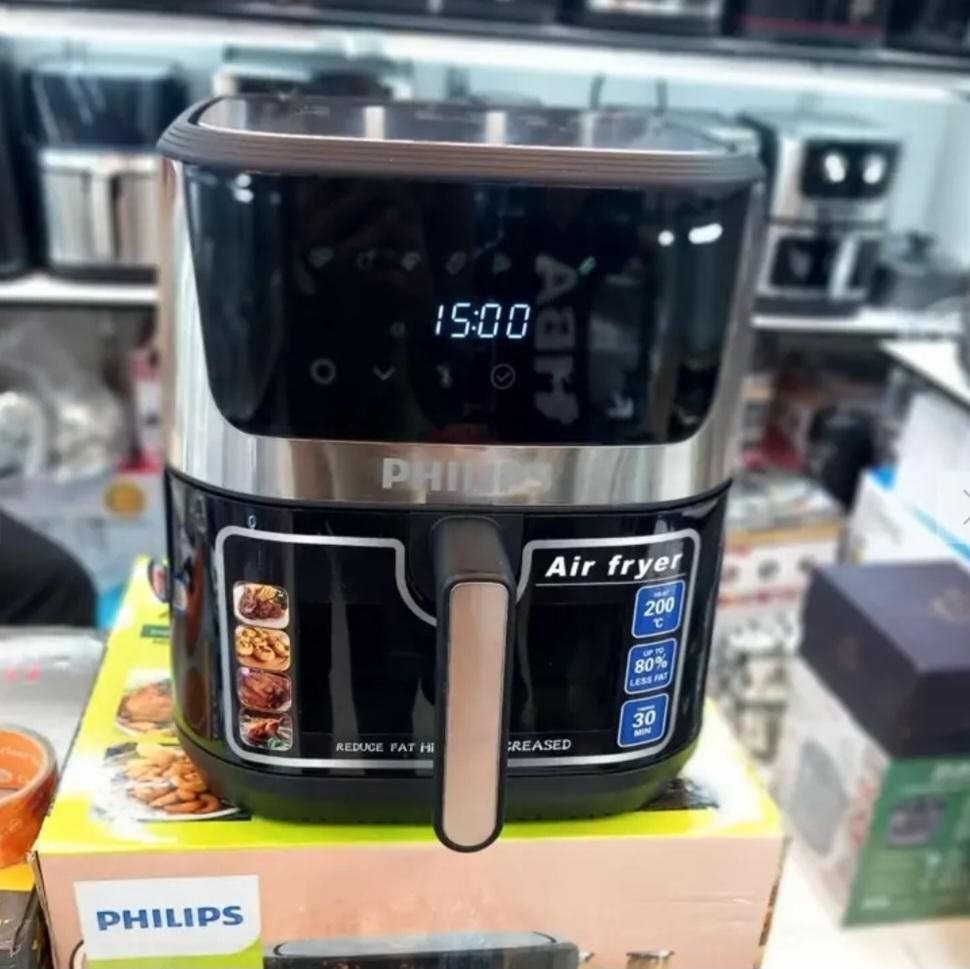 15:00
PHILIPS
Air fryer
200
°C
UP TO
80%
LESS FAT
30
MIN
REDUCE FAT
CREASED
PHILIPS